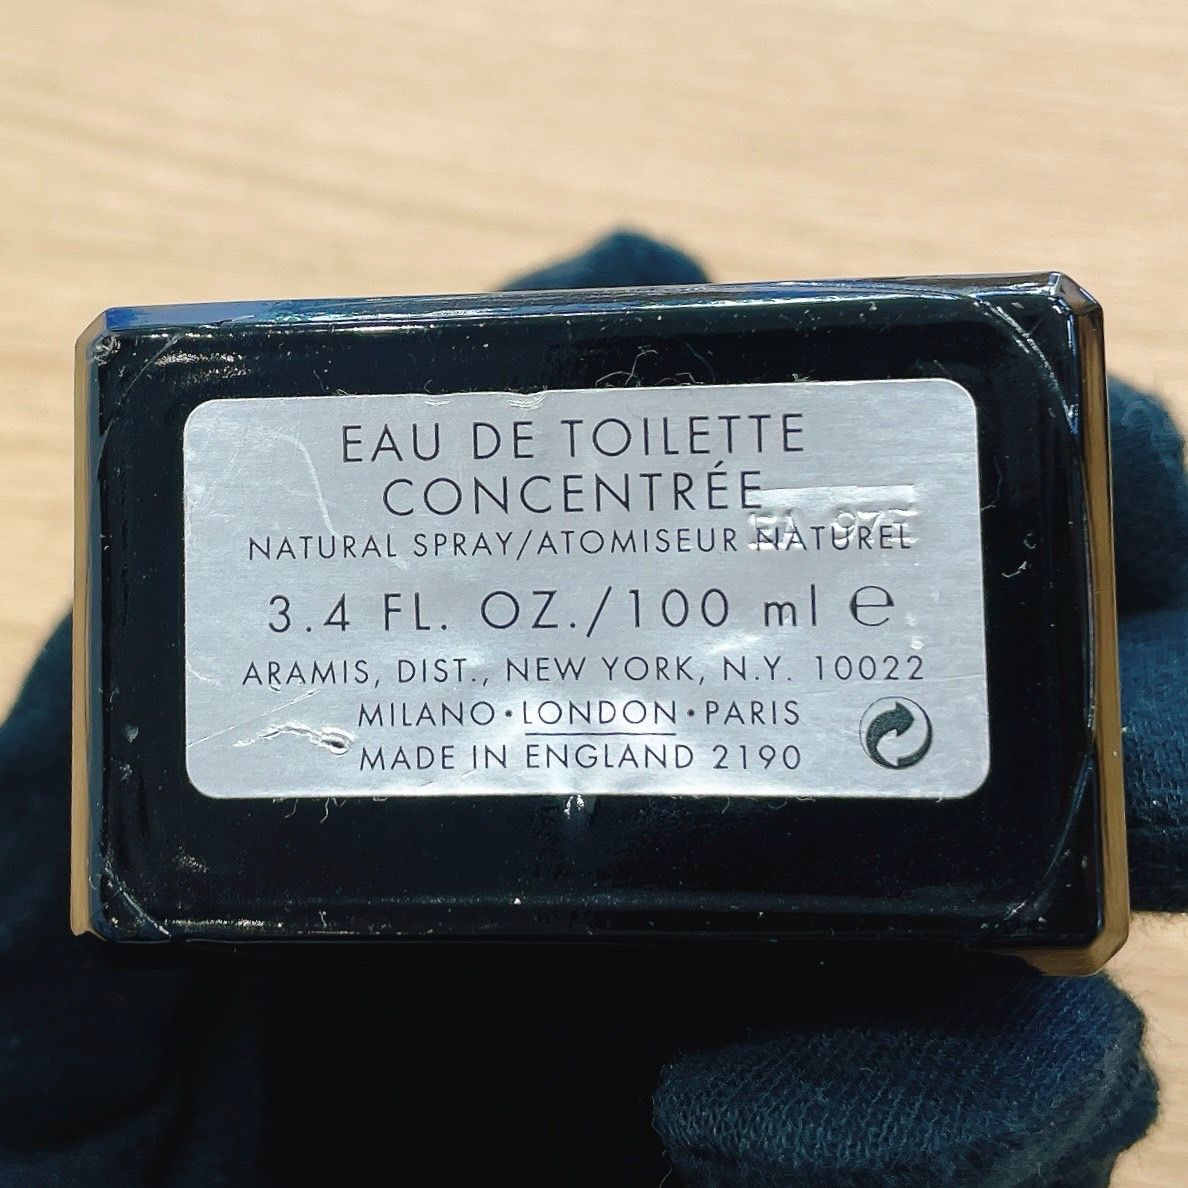 EAU DE TOILETTE
CONCENTRÉE
NATURAL SPRAY/ATOMISEUR NATUREL
3.4 FL. OZ./100 ml ℮
ARAMIS, DIST., NEW YORK, N.Y. 10022
MILANO•LONDON•PARIS
MADE IN ENGLAND 2190